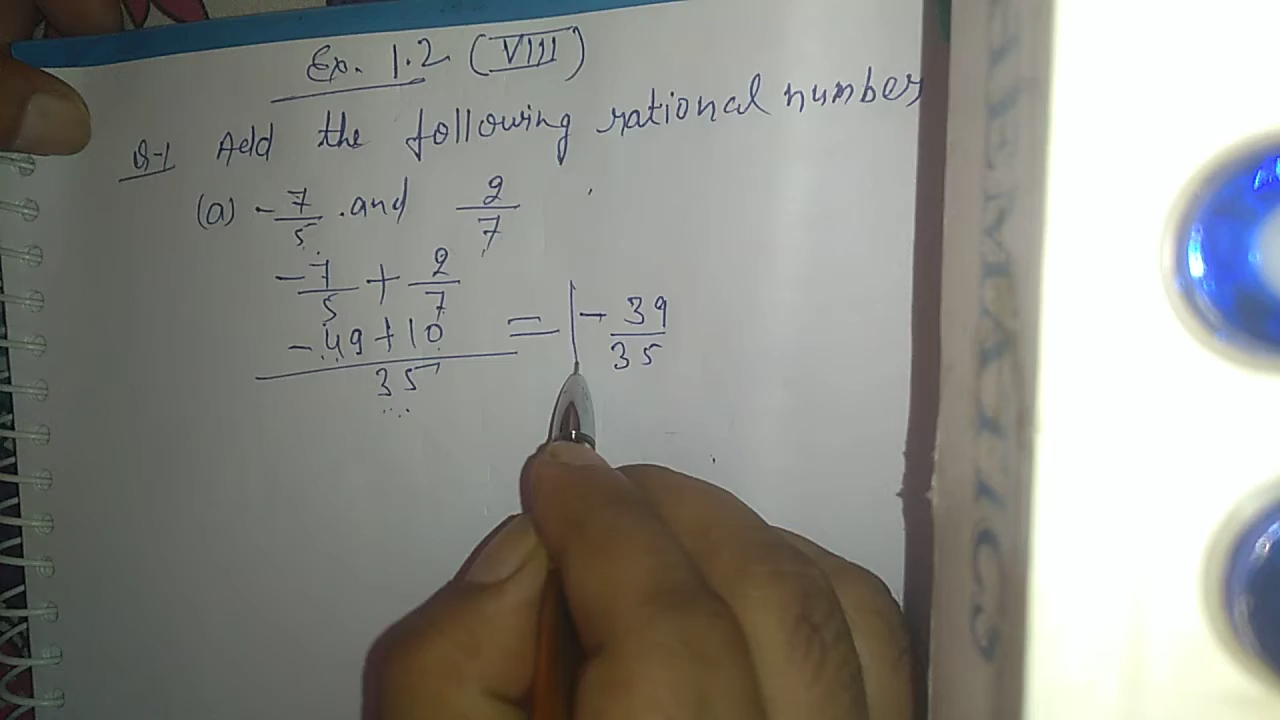 Ex. 1.2 (VIII)
Q-1 Add the following rational number
(a) -7/5 and 2/7
-7/5 + 2/7
-49+10/35 = -39/35
MATICS